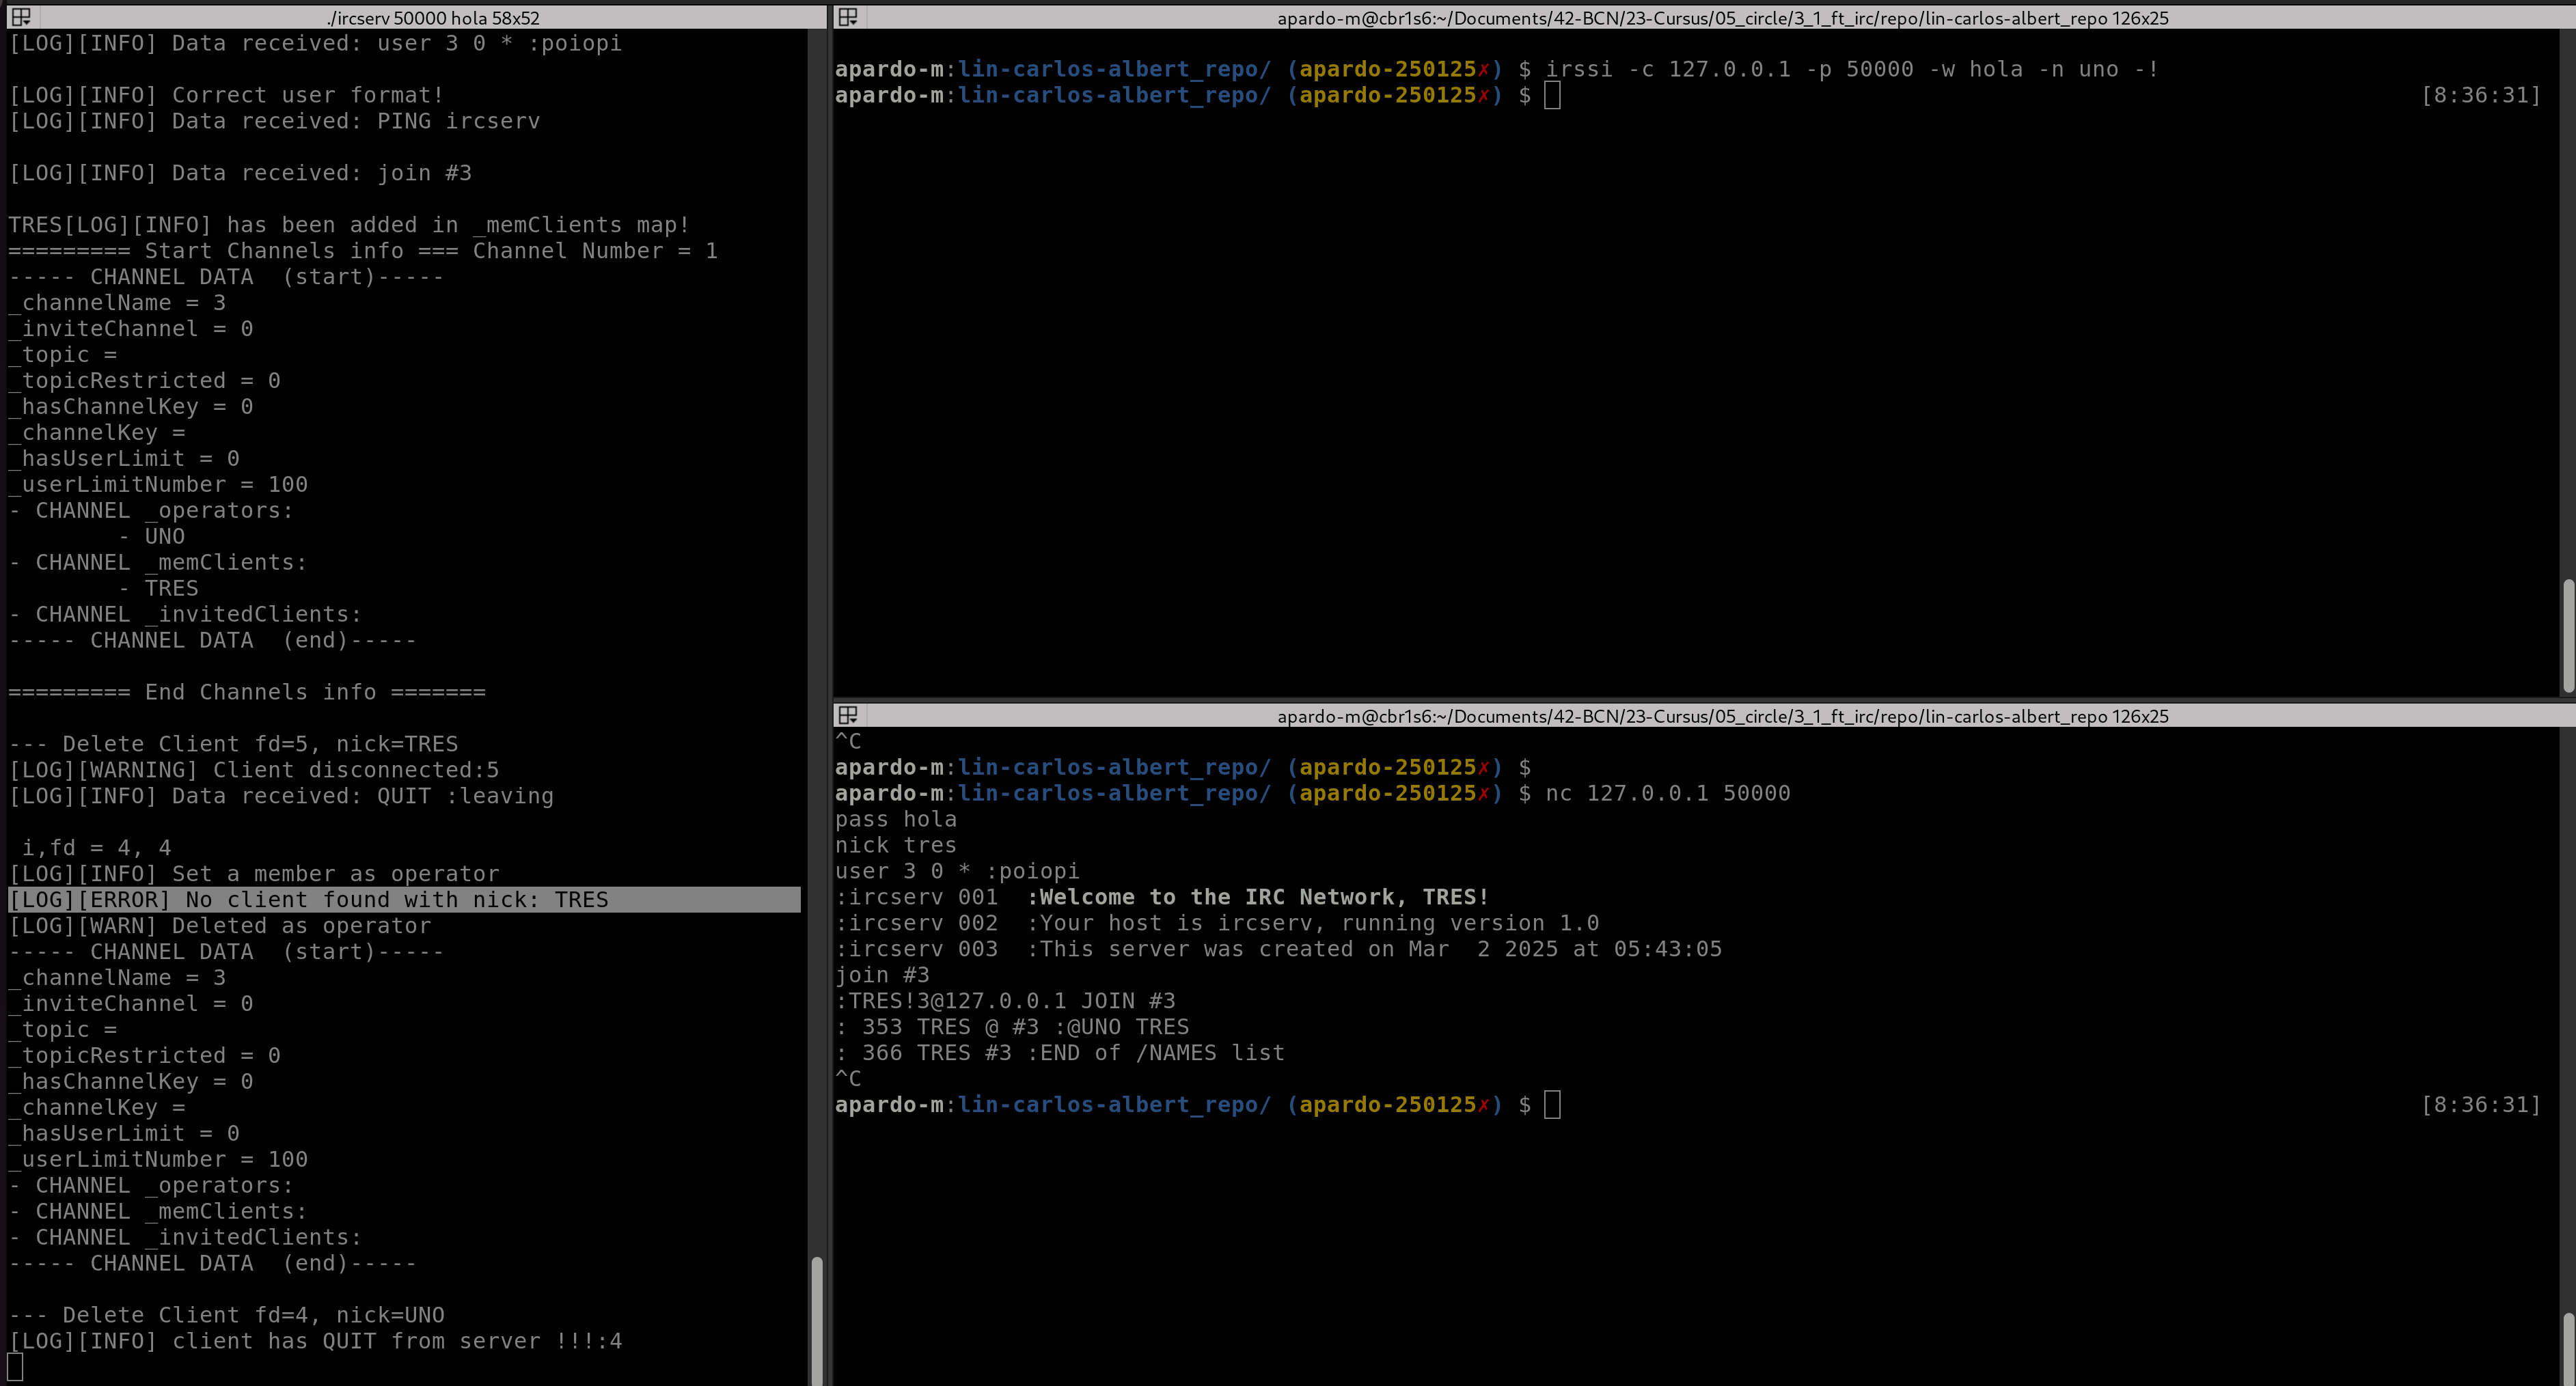 ./ircserv 50000 hola 58x52
[LOG][INFO] Data received: user 3 0 * :poiopi
[LOG][INFO] Correct user format!
[LOG][INFO] Data received: PING ircserv
[LOG][INFO] Data received: join #3
TRES[LOG][INFO] has been added in _memClients map!
========= Start Channels info === Channel Number = 1
----- CHANNEL DATA  (start)-----
_channelName = 3
_inviteChannel = 0
_topic =
_topicRestricted = 0
_hasChannelKey = 0
_channelKey =
_hasUserLimit = 0
_userLimitNumber = 100
- CHANNEL _operators:
        - UNO
- CHANNEL _memClients:
        - TRES
- CHANNEL _invitedClients:
----- CHANNEL DATA  (end)-----
========= End Channels info =======
--- Delete Client fd=5, nick=TRES
[LOG][WARNING] Client disconnected:5
[LOG][INFO] Data received: QUIT :leaving
 i,fd = 4, 4
[LOG][INFO] Set a member as operator
[LOG][ERROR] No client found with nick: TRES
[LOG][WARN] Deleted as operator
----- CHANNEL DATA  (start)-----
_channelName = 3
_inviteChannel = 0
_topic =
_topicRestricted = 0
_hasChannelKey = 0
_channelKey =
_hasUserLimit = 0
_userLimitNumber = 100
- CHANNEL _operators:
- CHANNEL _memClients:
- CHANNEL _invitedClients:
----- CHANNEL DATA  (end)-----
--- Delete Client fd=4, nick=UNO
[LOG][INFO] client has QUIT from server !!!:4
apardo-m@cbr1s6:~/Documents/42-BCN/23-Cursus/05_circle/3_1_ft_irc/repo/lin-carlos-albert_repo 126x25
apardo-m:lin-carlos-albert_repo/ (apardo-250125✗) $ irssi -c 127.0.0.1 -p 50000 -w hola -n uno -!
apardo-m:lin-carlos-albert_repo/ (apardo-250125✗) $ [8:36:31]
apardo-m@cbr1s6:~/Documents/42-BCN/23-Cursus/05_circle/3_1_ft_irc/repo/lin-carlos-albert_repo 126x25
^C
apardo-m:lin-carlos-albert_repo/ (apardo-250125✗) $
apardo-m:lin-carlos-albert_repo/ (apardo-250125✗) $ nc 127.0.0.1 50000
pass hola
nick tres
user 3 0 * :poiopi
:ircserv 001  :Welcome to the IRC Network, TRES!
:ircserv 002  :Your host is ircserv, running version 1.0
:ircserv 003  :This server was created on Mar  2 2025 at 05:43:05
join #3
:TRES!3@127.0.0.1 JOIN #3
: 353 TRES @ #3 :@UNO TRES
: 366 TRES #3 :END of /NAMES list
^C
apardo-m:lin-carlos-albert_repo/ (apardo-250125✗) $ [8:36:31]